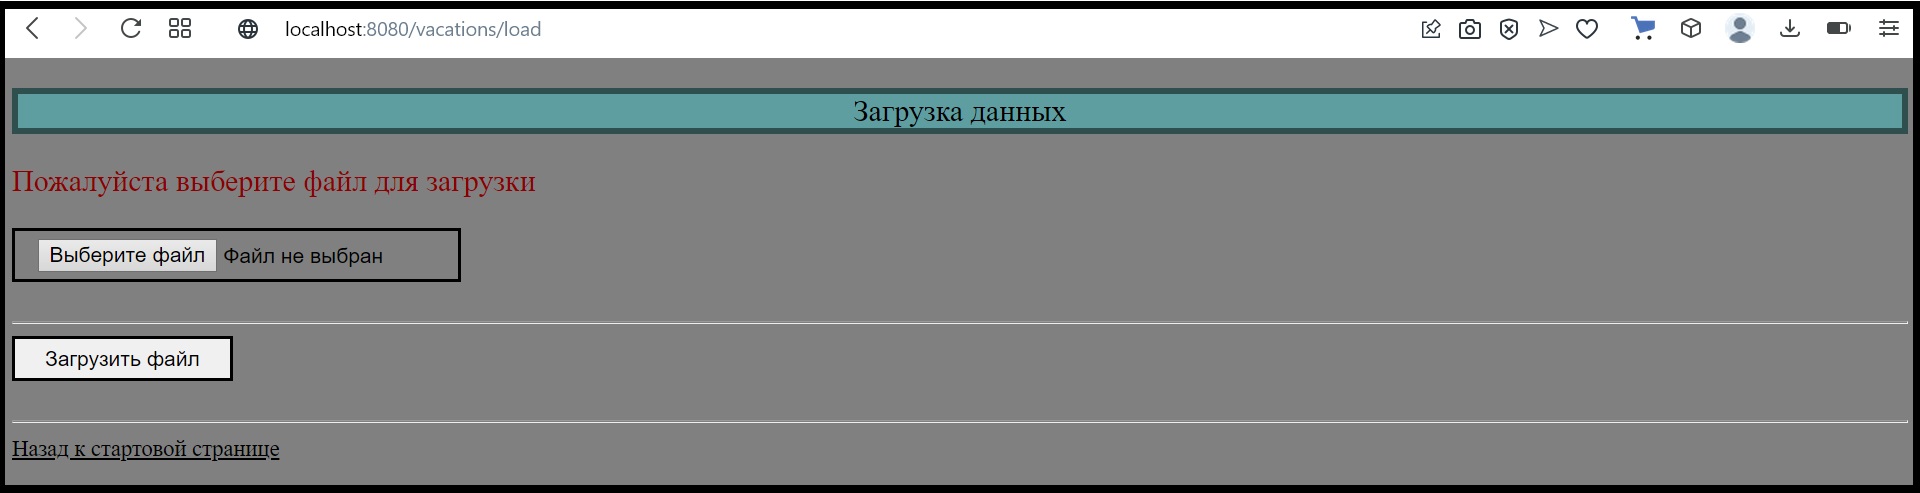 localhost:8080/vacations/load
Загрузка данных
Пожалуйста выберите файл для загрузки
Выберите файл Файл не выбран
Загрузить файл
Назад к стартовой странице